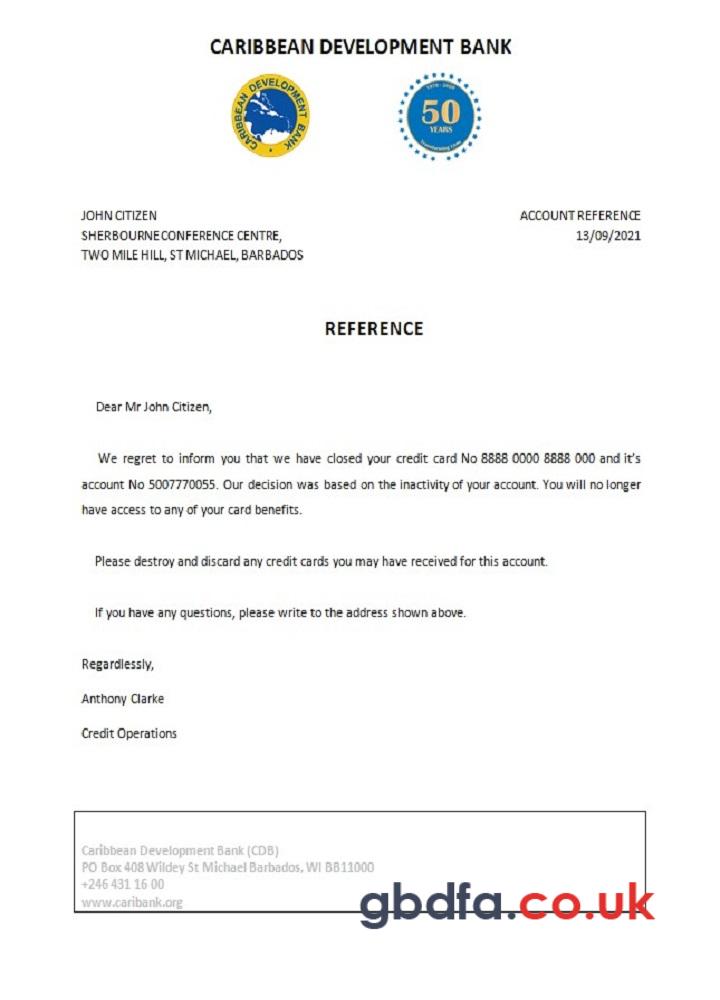 CARIBBEAN DEVELOPMENT BANK
CARIBBEAN DEVELOPMENT BANK
50
YEARS
JOHN CITIZEN
ACCOUNT REFERENCE
SHERBOURNE CONFERENCE CENTRE,
13/09/2021
TWO MILE HILL, ST MICHAEL, BARBADOS
REFERENCE
Dear Mr John Citizen,
We regret to inform you that we have closed your credit card No 8888 0000 8888 000 and it's
account No 5007770055. Our decision was based on the inactivity of your account. You will no longer
have access to any of your card benefits.
Please destroy and discard any credit cards you may have received for this account.
If you have any questions, please write to the address shown above.
Regardlessly,
Anthony Clarke
Credit Operations
Caribbean Development Bank (CDB)
PO Box 408 Wildey St Michael Barbados, WI BB11000
+246 431 16 00
www.caribank.org
gbdfa.co.uk